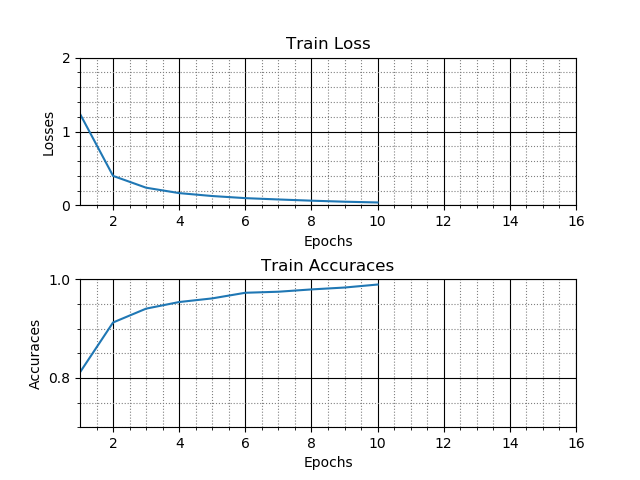 Train Loss
2
1
0
Losses
2 4 6 8 10 12 14 16
Epochs
Train Accuraces
1.0
0.8
Accuraces
2 4 6 8 10 12 14 16
Epochs